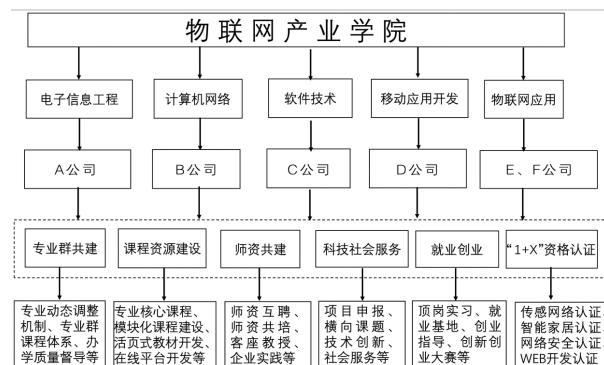 物联网产业学院
电子信息工程
计算机网络
软件技术
移动应用开发
物联网应用
A公司
B公司
C公司
D公司
E、F公司
专业群共建
课程资源建设
师资共建
科技社会服务
就业创业
“1+X”资格认证
专业动态调整
机制、专业群
课程体系、办
学质量督导等
专业核心课程、
模块化课程建设、
活页式教材开发、
在线平台开发等
师资互聘、
师资共培、
客座教授、
企业实践等
项目申报、
横向课题、
技术创新、
社会服务等
顶岗实习、就
业基地、创业
指导、创新创
业大赛等
传感网络认证、
智能家居认证、
网络安全认证、
WEB开发认证